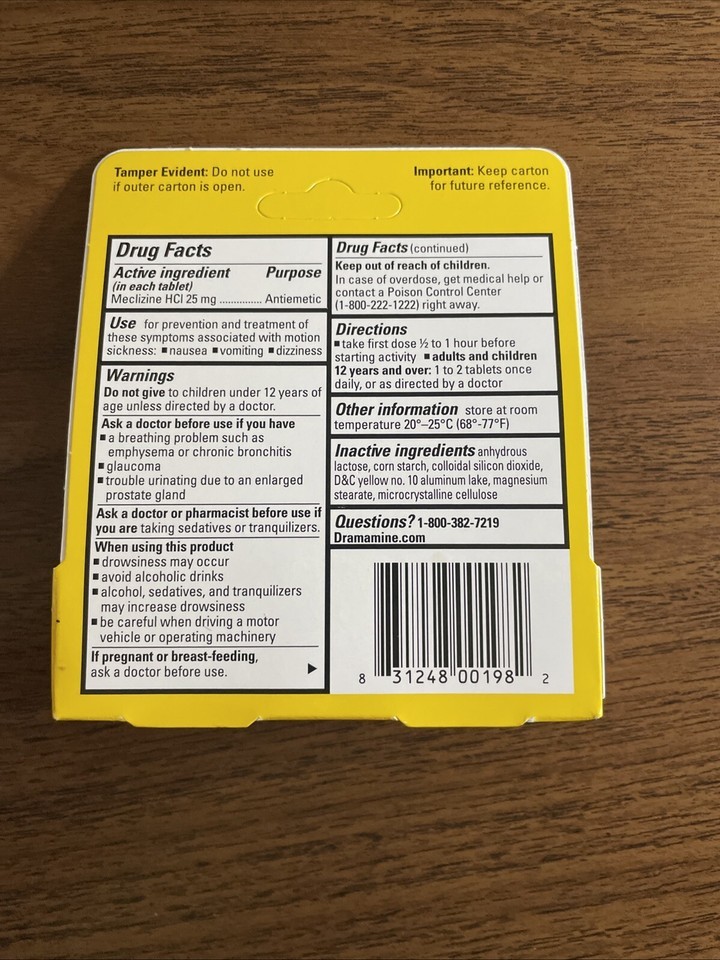 Tamper Evident: Do not use
if outer carton is open.
Important: Keep carton
for future reference.
Drug Facts
Active ingredient Purpose
(in each tablet)
Meclizine HCl 25 mg ............... Antiemetic
Use for prevention and treatment of
these symptoms associated with motion
sickness: ■ nausea ■ vomiting ■ dizziness
Warnings
Do not give to children under 12 years of
age unless directed by a doctor.
Ask a doctor before use if you have
■ a breathing problem such as
emphysema or chronic bronchitis
■ glaucoma
■ trouble urinating due to an enlarged
prostate gland
Ask a doctor or pharmacist before use if
you are taking sedatives or tranquilizers.
When using this product
■ drowsiness may occur
■ avoid alcoholic drinks
■ alcohol, sedatives, and tranquilizers
may increase drowsiness
■ be careful when driving a motor
vehicle or operating machinery
If pregnant or breast-feeding,
ask a doctor before use.
Drug Facts (continued)
Keep out of reach of children.
In case of overdose, get medical help or
contact a Poison Control Center
(1-800-222-1222) right away.
Directions
■ take first dose ½ to 1 hour before
starting activity ■ adults and children
12 years and over: 1 to 2 tablets once
daily, or as directed by a doctor
Other information store at room
temperature 20°–25°C (68°-77°F)
Inactive ingredients anhydrous
lactose, corn starch, colloidal silicon dioxide,
D&C yellow no. 10 aluminum lake, magnesium
stearate, microcrystalline cellulose
Questions? 1-800-382-7219
Dramamine.com
8 31248 00198 2